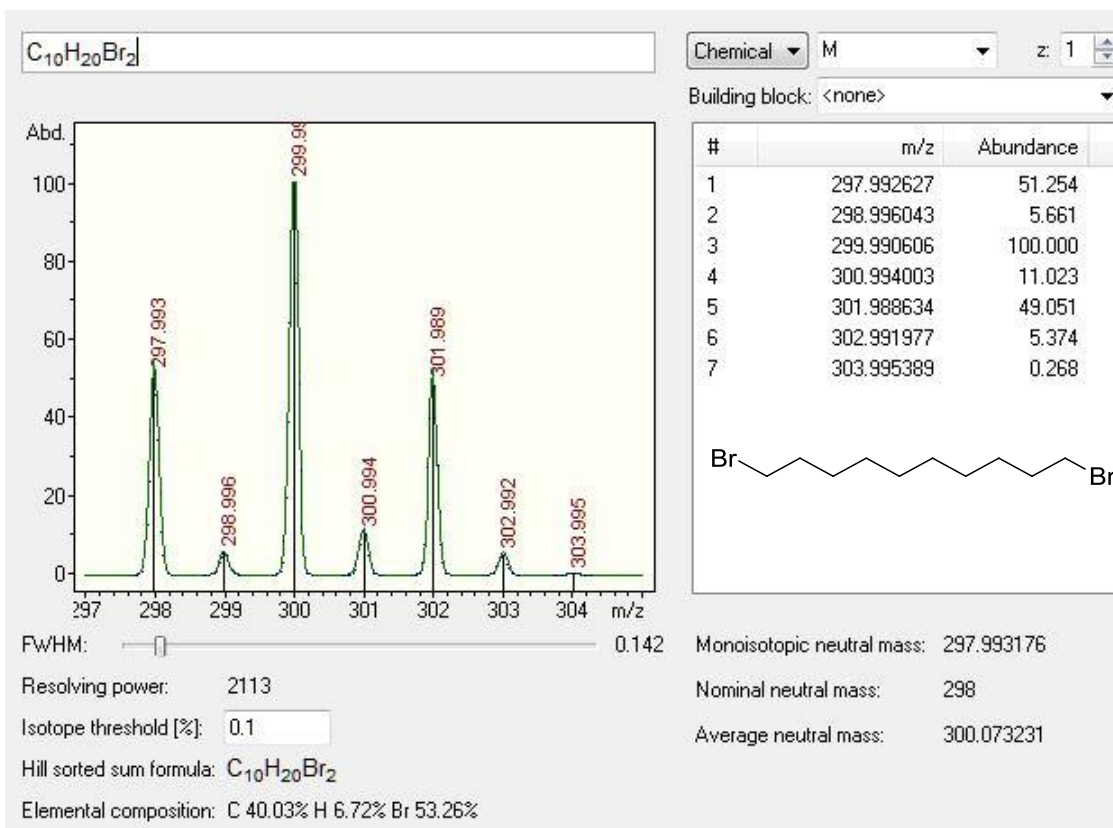 C₁₀H₂₀Br₂
Chemical M z: 1
Building block: <none>
Abd.
100
80
60
40
20
0
297.993
298.996
299.99
300.994
301.989
302.992
303.995
297 298 299 300 301 302 303 304 m/z
# m/z Abundance
1 297.992627 51.254
2 298.996043 5.661
3 299.990606 100.000
4 300.994003 11.023
5 301.988634 49.051
6 302.991977 5.374
7 303.995389 0.268
Br Br
FWHM: 0.142
Resolving power: 2113
Isotope threshold [%]: 0.1
Hill sorted sum formula: C₁₀H₂₀Br₂
Elemental composition: C 40.03% H 6.72% Br 53.26%
Monoisotopic neutral mass: 297.993176
Nominal neutral mass: 298
Average neutral mass: 300.073231